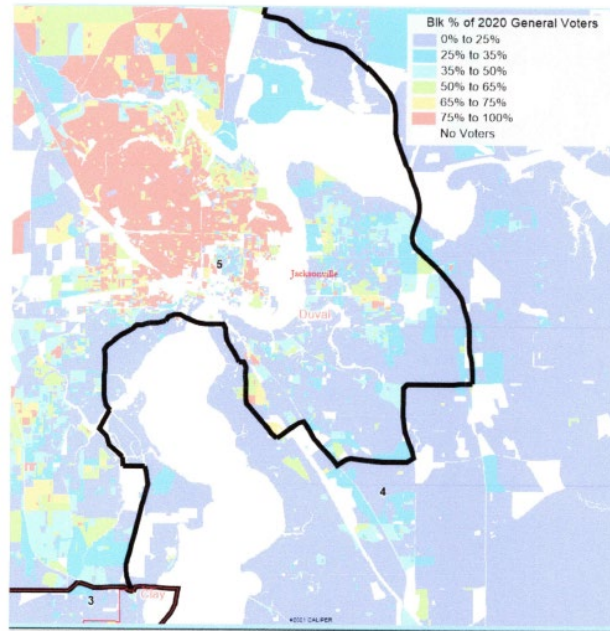 Blk % of 2020 General Voters
0% to 25%
25% to 35%
35% to 50%
50% to 65%
65% to 75%
75% to 100%
No Voters
5
Jacksonville
Duval
4
3
Clay
©2021 CALIPER